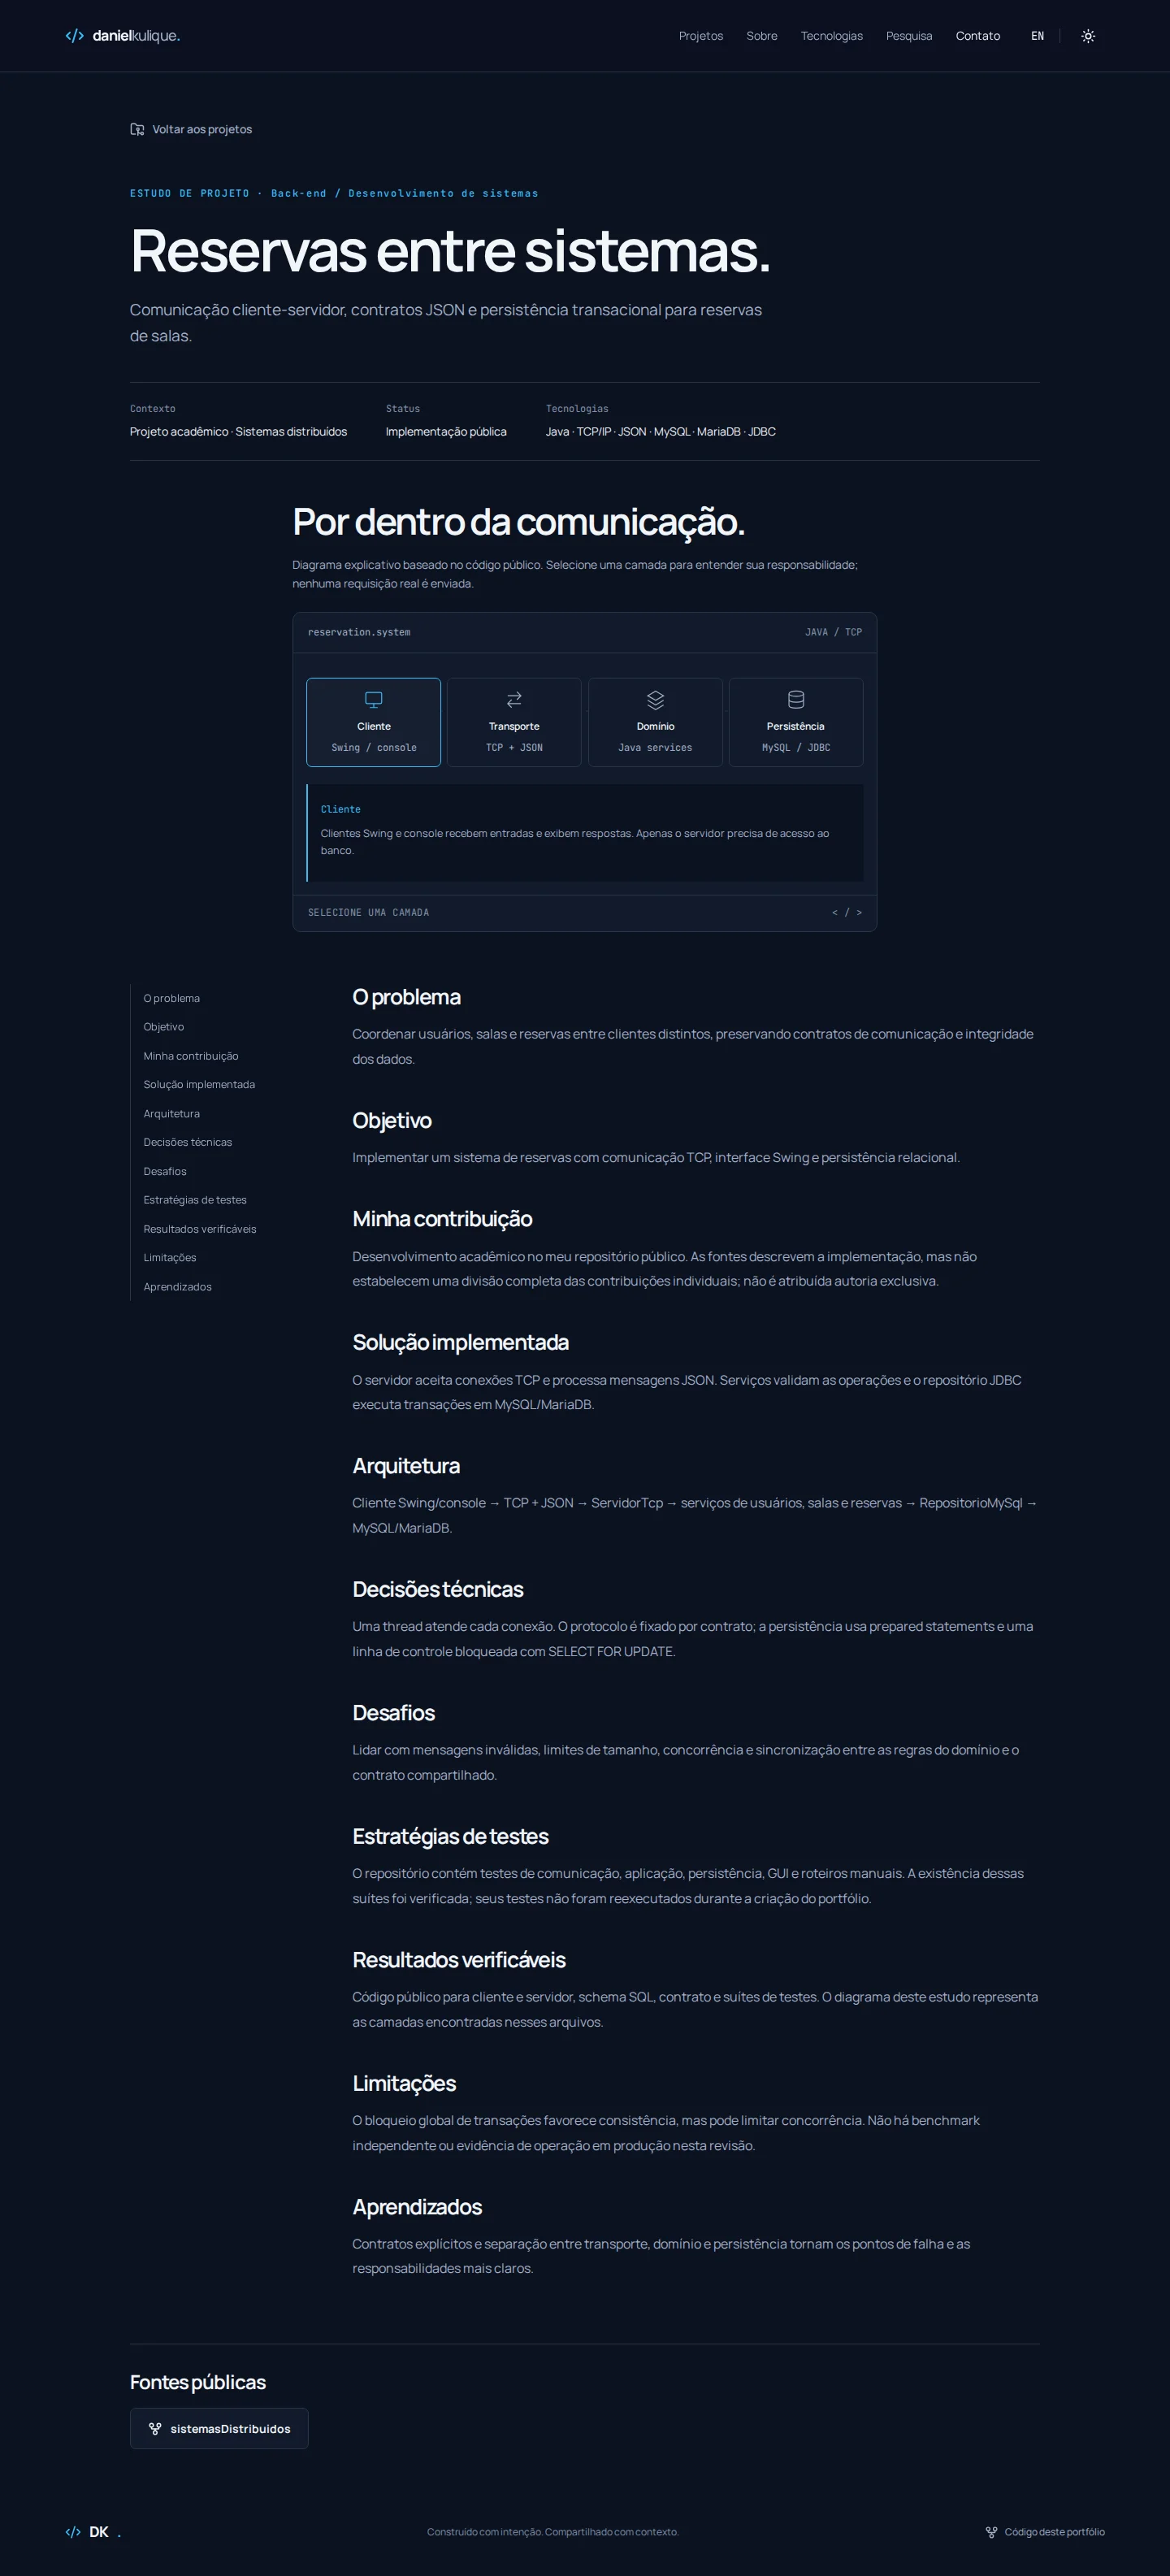 danielkulique.
Projetos Sobre Tecnologias Pesquisa Contato EN
Voltar aos projetos
ESTUDO DE PROJETO · Back-end / Desenvolvimento de sistemas
Reservas entre sistemas.
Comunicação cliente-servidor, contratos JSON e persistência transacional para reservas
de salas.
Contexto
Projeto acadêmico · Sistemas distribuídos
Status
Implementação pública
Tecnologias
Java · TCP/IP · JSON · MySQL · MariaDB · JDBC
Por dentro da comunicação.
Diagrama explicativo baseado no código público. Selecione uma camada para entender sua responsabilidade;
nenhuma requisição real é enviada.
reservation.system JAVA / TCP
Cliente
Swing / console
Transporte
TCP + JSON
Domínio
Java services
Persistência
MySQL / JDBC
Cliente
Clientes Swing e console recebem entradas e exibem respostas. Apenas o servidor precisa de acesso ao
banco.
SELECIONE UMA CAMADA < / >
O problema
Objetivo
Minha contribuição
Solução implementada
Arquitetura
Decisões técnicas
Desafios
Estratégias de testes
Resultados verificáveis
Limitações
Aprendizados
O problema
Coordenar usuários, salas e reservas entre clientes distintos, preservando contratos de comunicação e integridade
dos dados.
Objetivo
Implementar um sistema de reservas com comunicação TCP, interface Swing e persistência relacional.
Minha contribuição
Desenvolvimento acadêmico no meu repositório público. As fontes descrevem a implementação, mas não
estabelecem uma divisão completa das contribuições individuais; não é atribuída autoria exclusiva.
Solução implementada
O servidor aceita conexões TCP e processa mensagens JSON. Serviços validam as operações e o repositório JDBC
executa transações em MySQL/MariaDB.
Arquitetura
Cliente Swing/console → TCP + JSON → ServidorTcp → serviços de usuários, salas e reservas → RepositorioMySql →
MySQL/MariaDB.
Decisões técnicas
Uma thread atende cada conexão. O protocolo é fixado por contrato; a persistência usa prepared statements e uma
linha de controle bloqueada com SELECT FOR UPDATE.
Desafios
Lidar com mensagens inválidas, limites de tamanho, concorrência e sincronização entre as regras do domínio e o
contrato compartilhado.
Estratégias de testes
O repositório contém testes de comunicação, aplicação, persistência, GUI e roteiros manuais. A existência dessas
suítes foi verificada; seus testes não foram reexecutados durante a criação do portfólio.
Resultados verificáveis
Código público para cliente e servidor, schema SQL, contrato e suítes de testes. O diagrama deste estudo representa
as camadas encontradas nesses arquivos.
Limitações
O bloqueio global de transações favorece consistência, mas pode limitar concorrência. Não há benchmark
independente ou evidência de operação em produção nesta revisão.
Aprendizados
Contratos explícitos e separação entre transporte, domínio e persistência tornam os pontos de falha e as
responsabilidades mais claros.
Fontes públicas
sistemasDistribuidos
DK .
Construído com intenção. Compartilhado com contexto.
Código deste portfólio